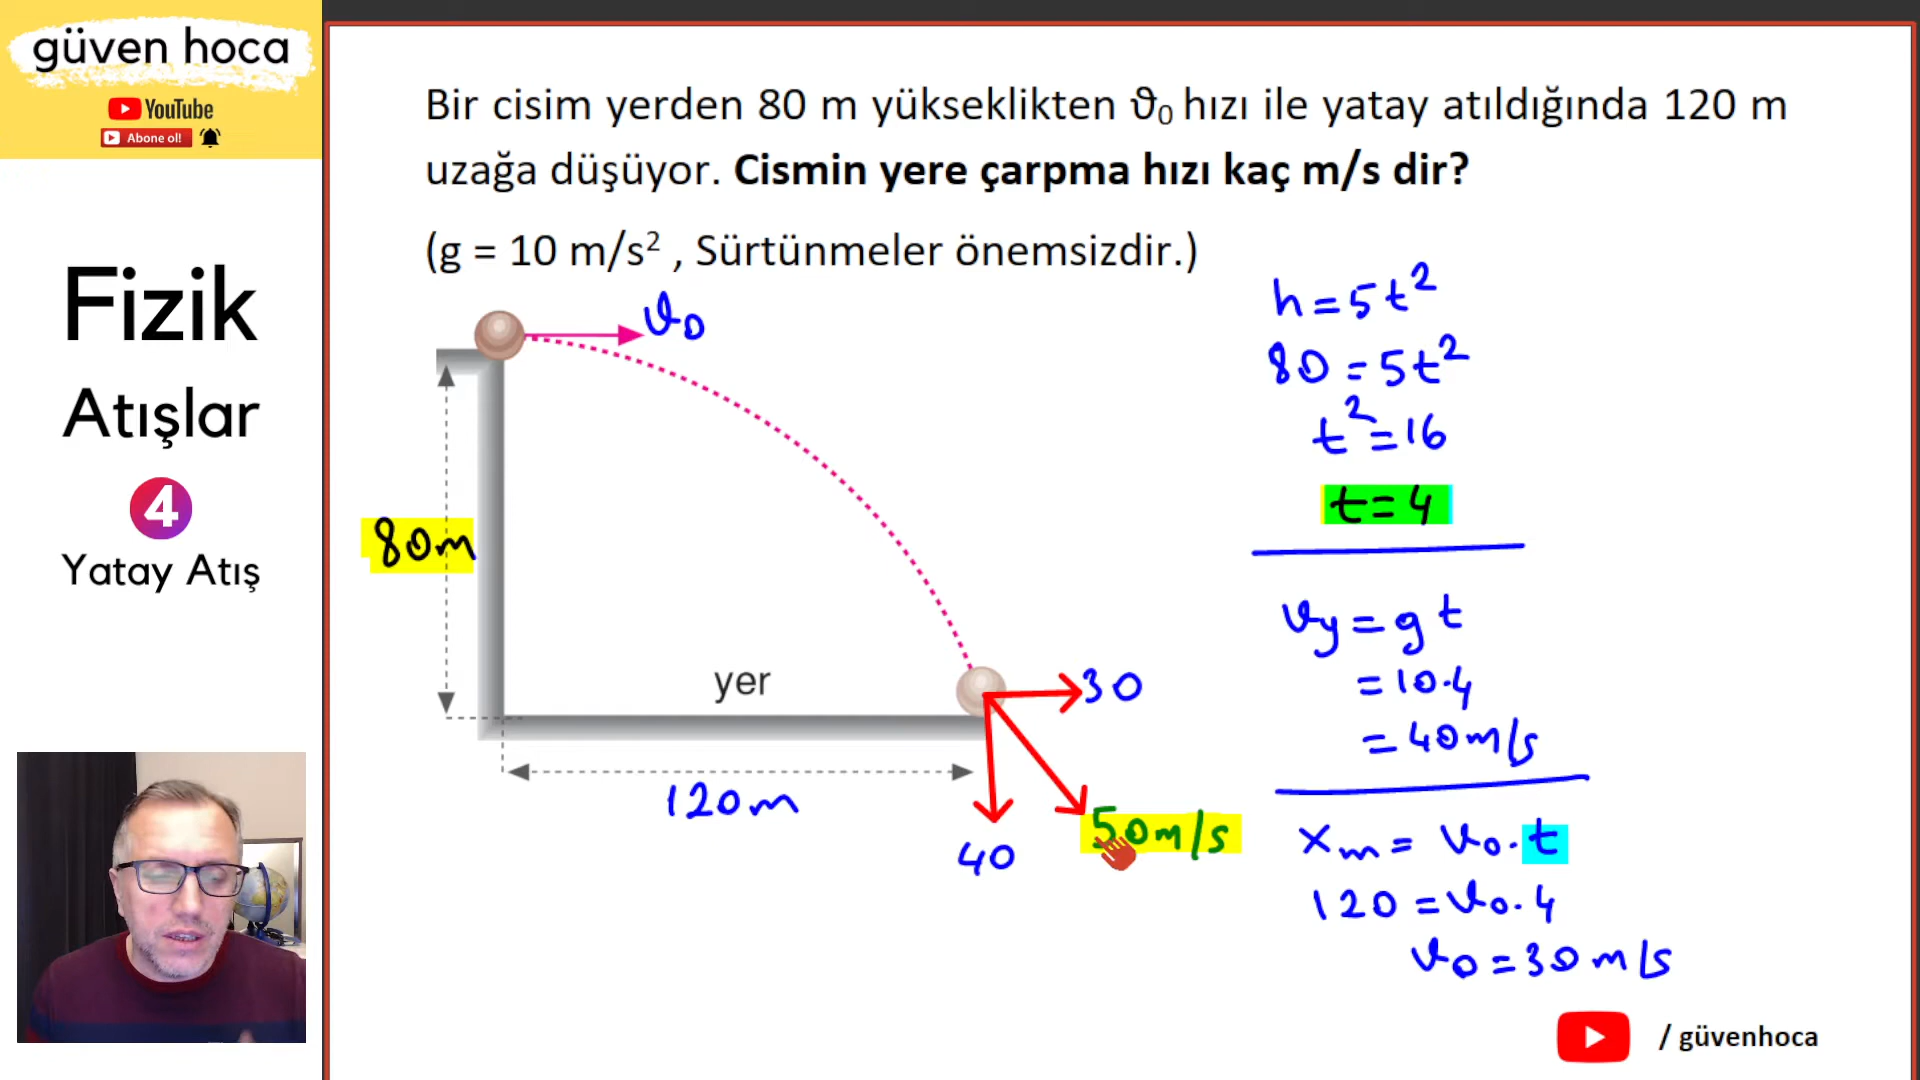 güven hoca
YouTube
Abone ol!
Fizik
Atışlar
4
Yatay Atış
Bir cisim yerden 80 m yükseklikten ϑ₀ hızı ile yatay atıldığında 120 m
uzağa düşüyor. Cismin yere çarpma hızı kaç m/s dir?
(g = 10 m/s² , Sürtünmeler önemsizdir.)
ϑ₀
80m
yer
120m
30
40
50m/s
h = 5t²
80 = 5t²
t² = 16
t = 4
ϑy = g t
= 10.4
= 40m/s
xm = ϑ₀.t
120 = ϑ₀.4
ϑ₀ = 30 m/s
/ güvenhoca